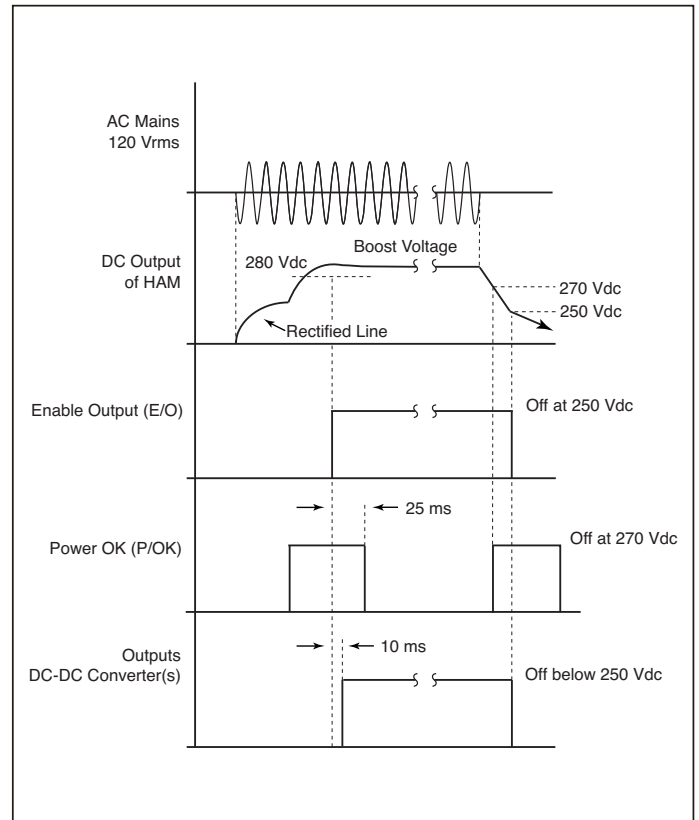 AC Mains
120 Vrms
Boost Voltage
DC Output
of HAM
280 Vdc
270 Vdc
250 Vdc
Rectified Line
Enable Output (E/O)
Off at 250 Vdc
25 ms
Power OK (P/OK)
Off at 270 Vdc
10 ms
Outputs
DC-DC Converter(s)
Off below 250 Vdc